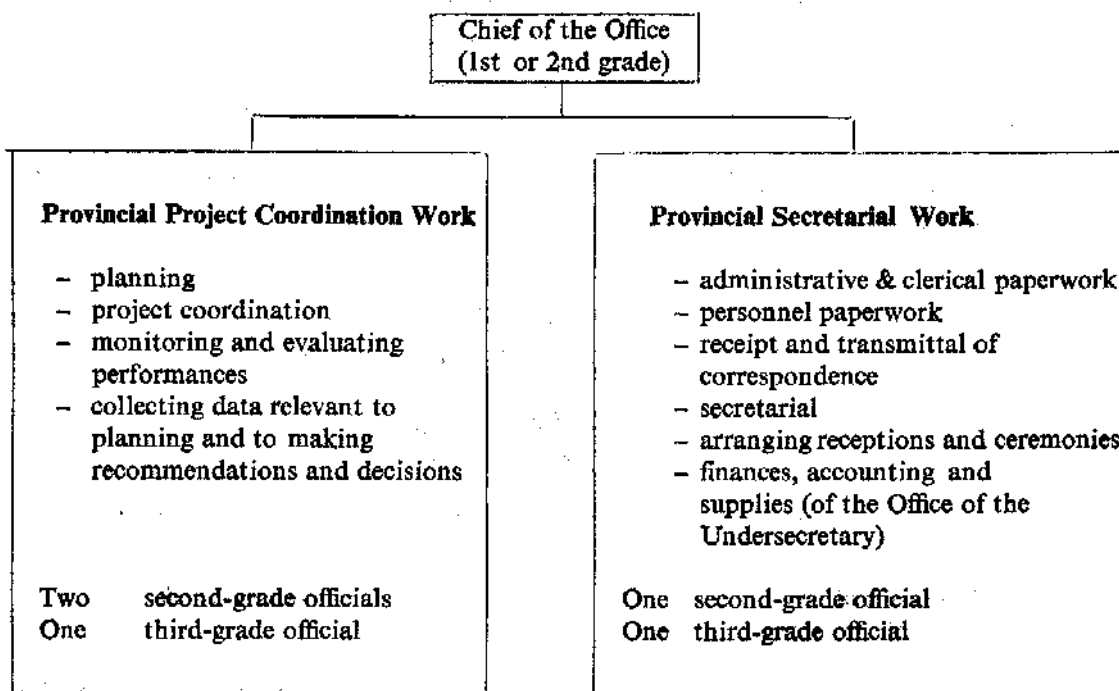 Chief of the Office
(1st or 2nd grade)
Provincial Project Coordination Work
– planning
– project coordination
– monitoring and evaluating
performances
– collecting data relevant to
planning and to making
recommendations and decisions
Two second-grade officials
One third-grade official
Provincial Secretarial Work
– administrative & clerical paperwork
– personnel paperwork
– receipt and transmittal of
correspondence
– secretarial
– arranging receptions and ceremonies
– finances, accounting and
supplies (of the Office of the
Undersecretary)
One second-grade official
One third-grade official